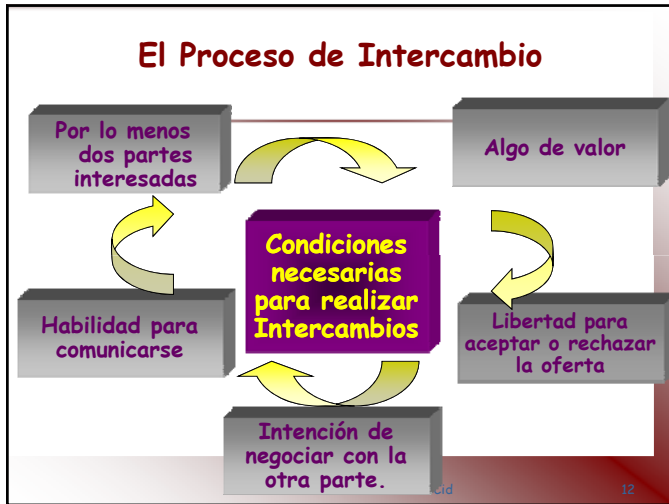 El Proceso de Intercambio
Por lo menos
dos partes
interesadas
Algo de valor
Condiciones
necesarias
para realizar
Intercambios
Habilidad para
comunicarse
Libertad para
aceptar o rechazar
la oferta
Intención de
negociar con la
otra parte.
12